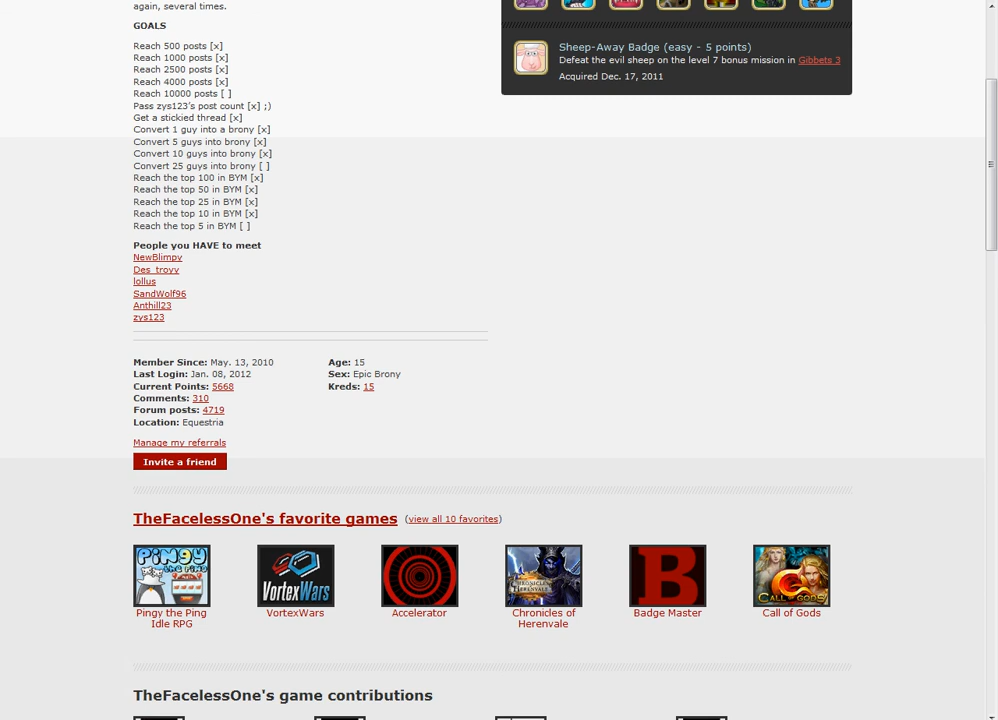 again, several times.
GOALS
Reach 500 posts [x]
Reach 1000 posts [x]
Reach 2500 posts [x]
Reach 4000 posts [x]
Reach 10000 posts [ ]
Pass zys123's post count [x] ;)
Get a stickied thread [x]
Convert 1 guy into a brony [x]
Convert 5 guys into brony [x]
Convert 10 guys into brony [x]
Convert 25 guys into brony [ ]
Reach the top 100 in BYM [x]
Reach the top 50 in BYM [x]
Reach the top 25 in BYM [x]
Reach the top 10 in BYM [x]
Reach the top 5 in BYM [ ]
People you HAVE to meet
NewBlimpy
Des_troyy
lollus
SandWolf96
Anthill23
zys123
Sheep-Away Badge (easy - 5 points)
Defeat the evil sheep on the level 7 bonus mission in Gibbets 3
Acquired Dec. 17, 2011
Member Since: May. 13, 2010
Last Login: Jan. 08, 2012
Current Points: 5668
Comments: 310
Forum posts: 4719
Location: Equestria
Age: 15
Sex: Epic Brony
Kreds: 15
Manage my referrals
Invite a friend
TheFacelessOne's favorite games (view all 10 favorites)
PiNGY
VORTEXWARS
CHRONICLES
HERENVALE
B
CALL OF GODS
Pingy the Ping
Idle RPG
VortexWars
Accelerator
Chronicles of
Herenvale
Badge Master
Call of Gods
TheFacelessOne's game contributions